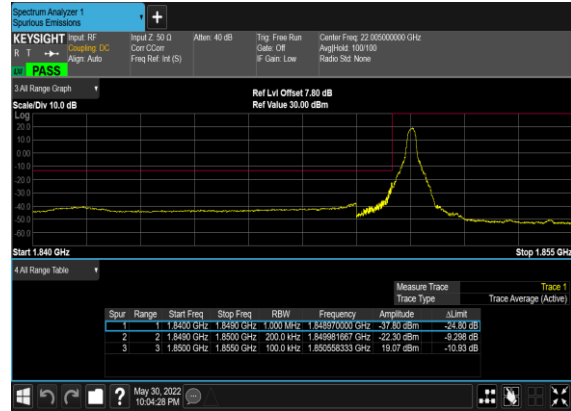 Spectrum Analyzer 1
Spurious Emissions
+
KEYSIGHT Input: RF Input Z: 50 Ω Atten: 40 dB Trig: Free Run Center Freq: 22.005000000 GHz
R T Coupling: DC Corr CCorr Gate: Off Avg|Hold: 100/100
Align: Auto Freq Ref: Int (S) IF Gain: Low Radio Std: None
PASS
3 All Range Graph Ref Lvl Offset 7.80 dB
Scale/Div 10.0 dB Ref Value 30.00 dBm
Log
20.0
10.0
0.00
-10.0
-20.0
-30.0
-40.0
-50.0
-60.0
Start 1.840 GHz Stop 1.855 GHz
4 All Range Table
Measure Trace Trace 1
Trace Type Trace Average (Active)
Spur Range Start Freq Stop Freq RBW Frequency Amplitude ΔLimit
1 1 1.8400 GHz 1.8490 GHz 1.000 MHz 1.848970000 GHz -37.80 dBm -24.80 dB
2 2 1.8490 GHz 1.8500 GHz 200.0 kHz 1.849981667 GHz -22.30 dBm -9.298 dB
3 3 1.8500 GHz 1.8550 GHz 100.0 kHz 1.850558333 GHz 19.07 dBm -10.93 dB
? May 30, 2022
10:04:28 PM